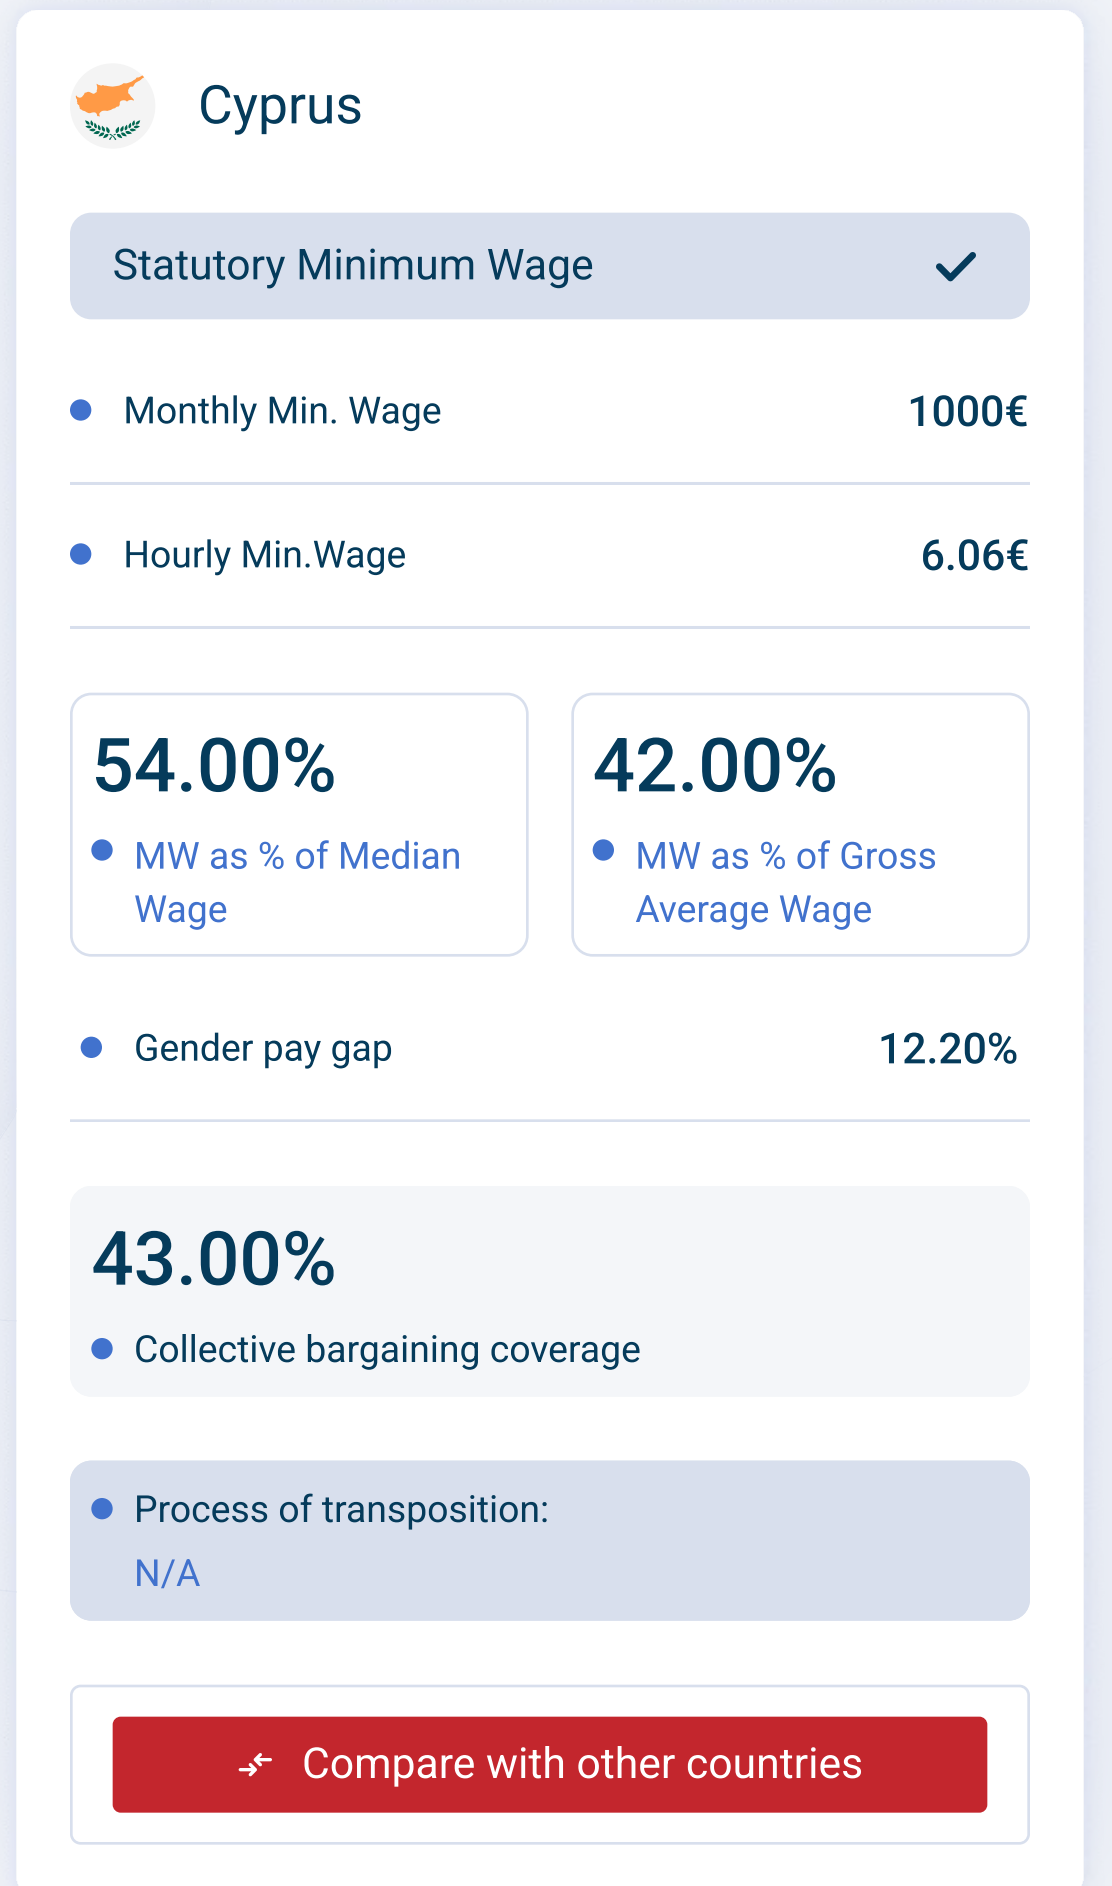 Cyprus
Statutory Minimum Wage
Monthly Min. Wage
1000€
Hourly Min.Wage
6.06€
54.00%
MW as % of Median
Wage
42.00%
MW as % of Gross
Average Wage
Gender pay gap
12.20%
43.00%
Collective bargaining coverage
Process of transposition:
N/A
Compare with other countries